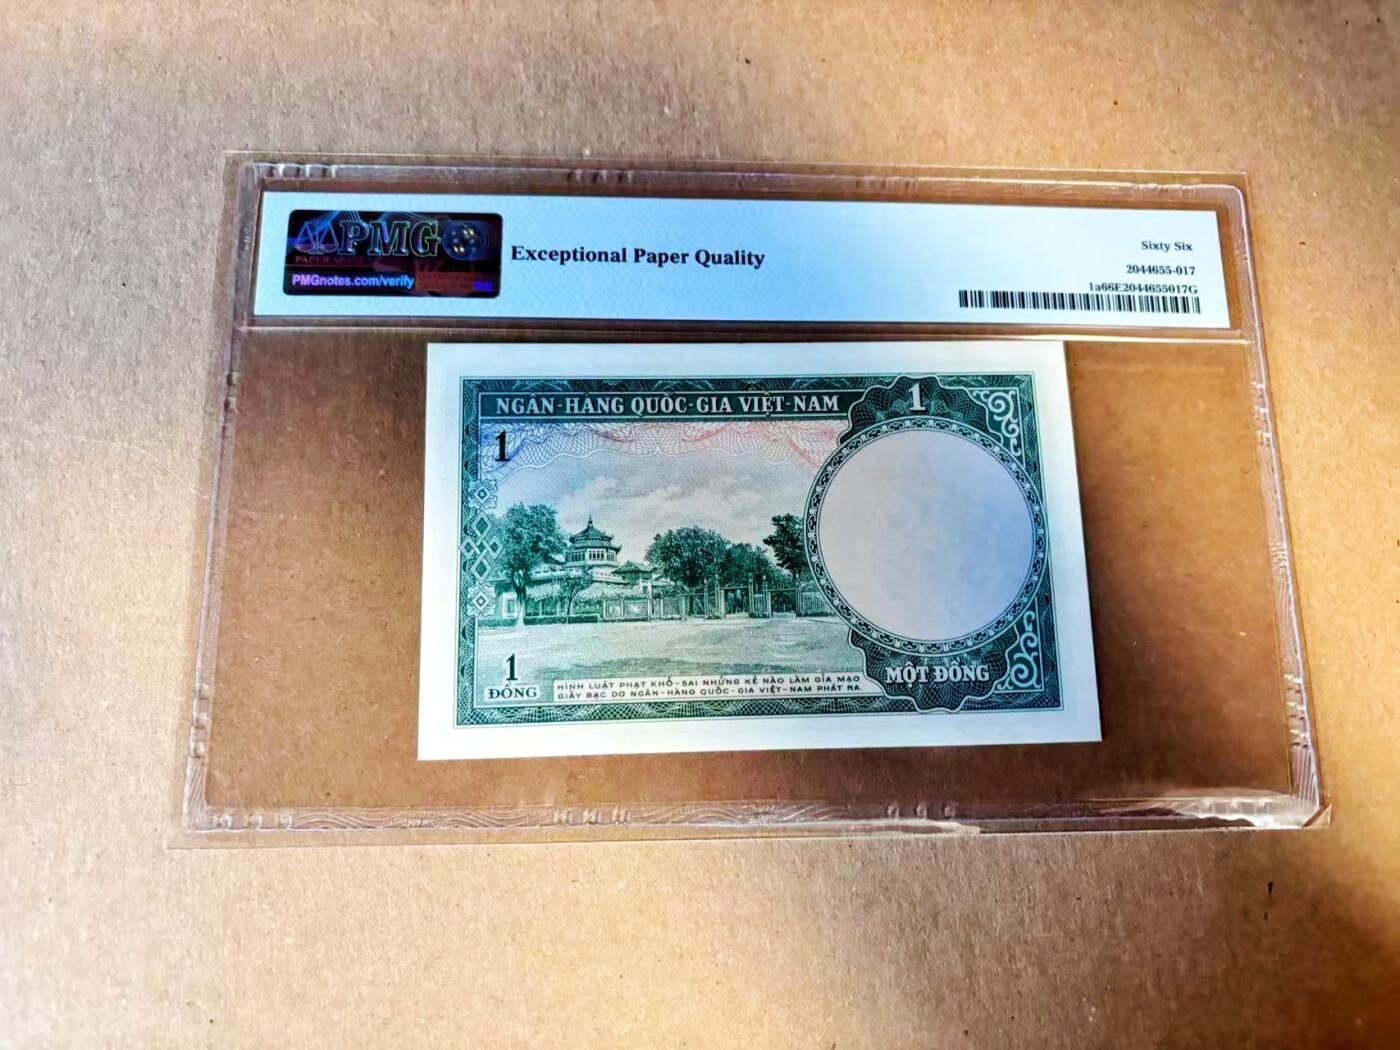 PMG
PAPER MONEY
PMGnotes.com/verify
Exceptional Paper Quality
Sixty Six
2044655-017
1a66E2044655017G
NGÂN-HÀNG QUỐC-GIA VIỆT-NAM
1
1
1
ĐỒNG
HÌNH LUẬT PHẠT KHỔ-SAI NHỮNG KẺ NÀO LÀM GIẢ MẠO
GIẤY BẠC DO NGÂN-HÀNG QUỐC-GIA VIỆT-NAM PHÁT RA.
MỘT ĐỒNG